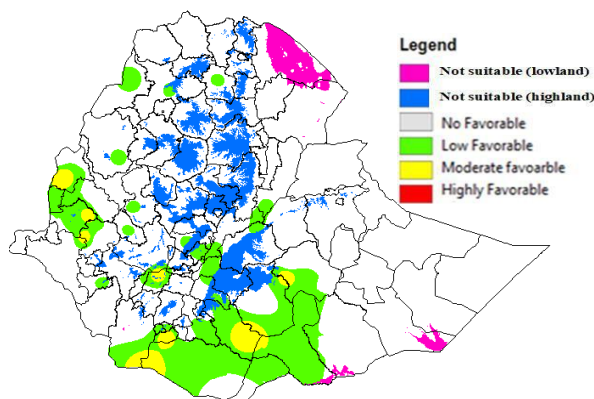 Legend
Not suitable (lowland)
Not suitable (highland)
No Favorable
Low Favorable
Moderate favoarble
Highly Favorable